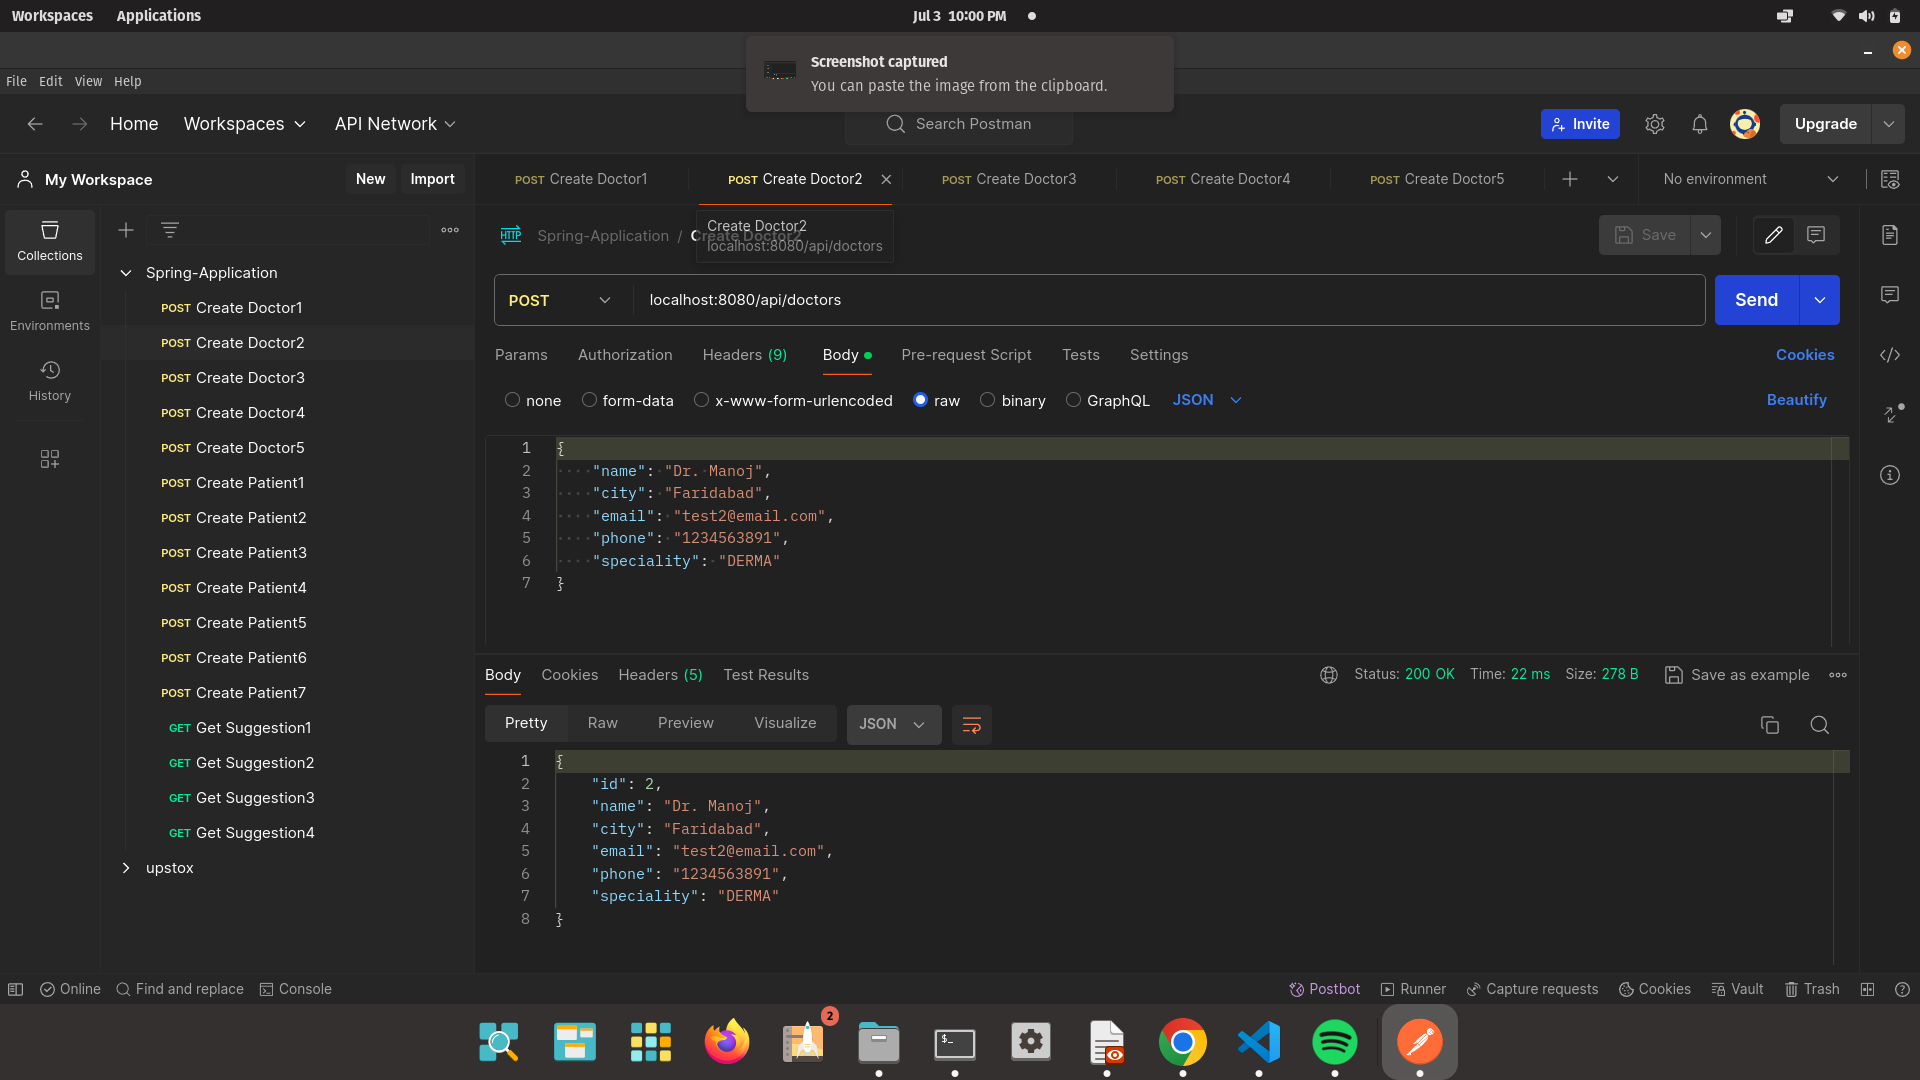 Workspaces Applications Jul 3 10:00 PM
Screenshot captured
You can paste the image from the clipboard.
File Edit View Help
Home Workspaces API Network Search Postman Invite Upgrade
My Workspace New Import
POST Create Doctor1 POST Create Doctor2 POST Create Doctor3 POST Create Doctor4 POST Create Doctor5 No environment
Collections
Environments
History
Spring-Application
POST Create Doctor1
POST Create Doctor2
POST Create Doctor3
POST Create Doctor4
POST Create Doctor5
POST Create Patient1
POST Create Patient2
POST Create Patient3
POST Create Patient4
POST Create Patient5
POST Create Patient6
POST Create Patient7
GET Get Suggestion1
GET Get Suggestion2
GET Get Suggestion3
GET Get Suggestion4
upstox
HTTP Spring-Application / Create Doctor2 Save
Create Doctor2
localhost:8080/api/doctors
POST localhost:8080/api/doctors Send
Params Authorization Headers (9) Body Pre-request Script Tests Settings Cookies
none form-data x-www-form-urlencoded raw binary GraphQL JSON Beautify
1 {
2 "name": "Dr. Manoj",
3 "city": "Faridabad",
4 "email": "test2@email.com",
5 "phone": "1234563891",
6 "speciality": "DERMA"
7 }
Body Cookies Headers (5) Test Results Status: 200 OK Time: 22 ms Size: 278 B Save as example
Pretty Raw Preview Visualize JSON
1 {
2 "id": 2,
3 "name": "Dr. Manoj",
4 "city": "Faridabad",
5 "email": "test2@email.com",
6 "phone": "1234563891",
7 "speciality": "DERMA"
8 }
Online Find and replace Console Postbot Runner Capture requests Cookies Vault Trash
2
$_